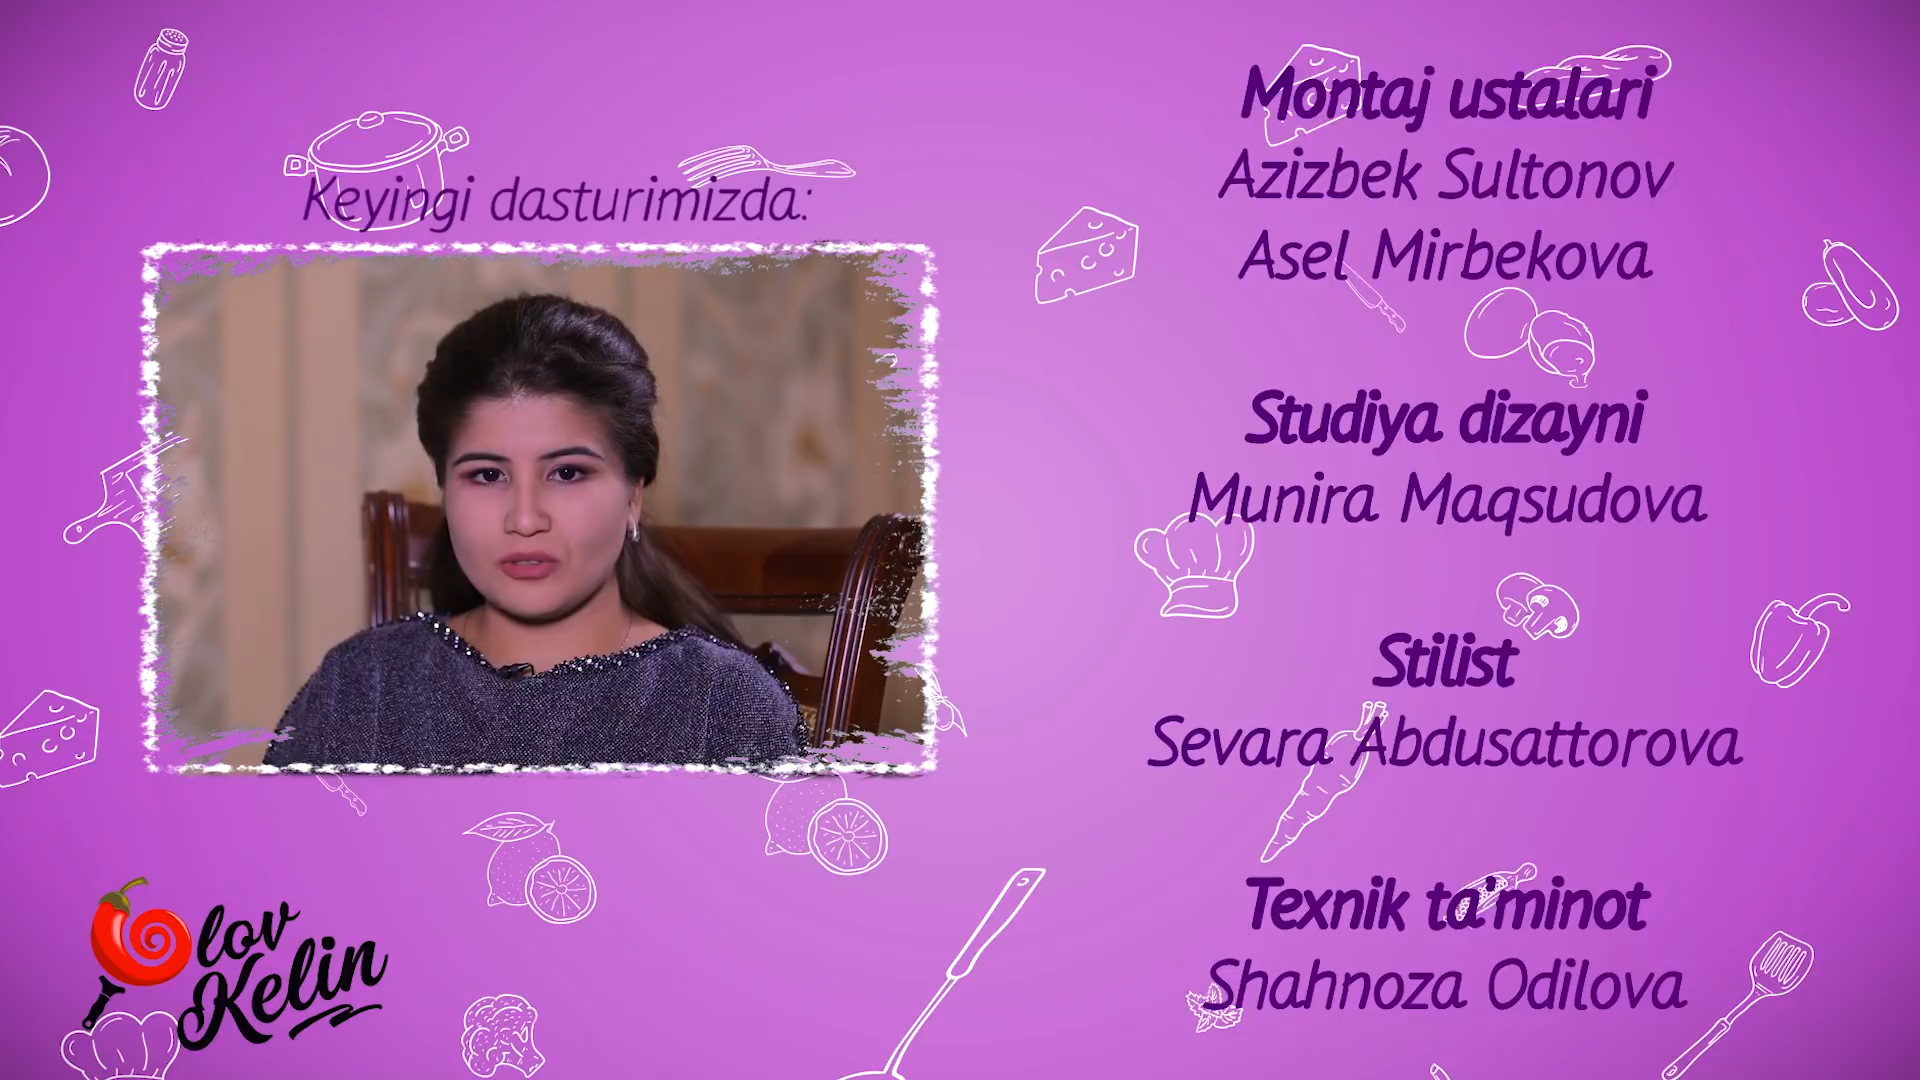 Keyingi dasturimizda:
Olov
Kelin
Montaj ustalari
Azizbek Sultonov
Asel Mirbekova
Studiya dizayni
Munira Maqsudova
Stilist
Sevara Abdusattorova
Texnik ta'minot
Shahnoza Odilova